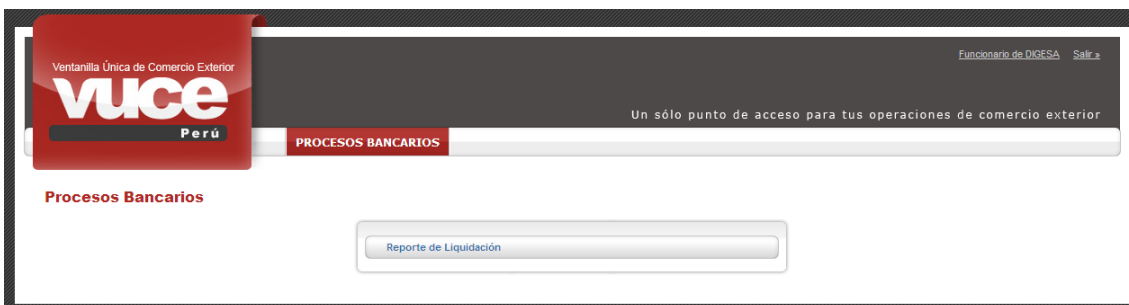 Ventanilla Única de Comercio Exterior
vuce
Perú
Funcionario de DIGESA Salir »
Un sólo punto de acceso para tus operaciones de comercio exterior
PROCESOS BANCARIOS
Procesos Bancarios
Reporte de Liquidación